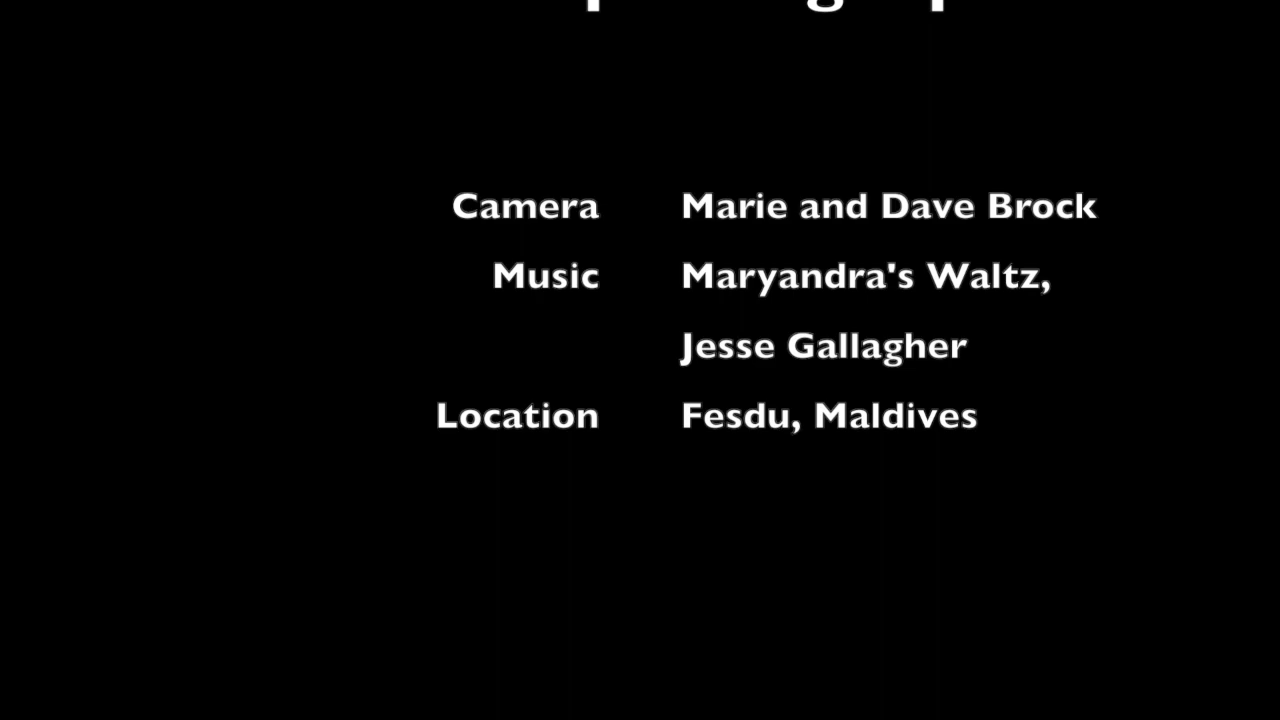 Camera Marie and Dave Brock
Music Maryandra's Waltz,
Jesse Gallagher
Location Fesdu, Maldives